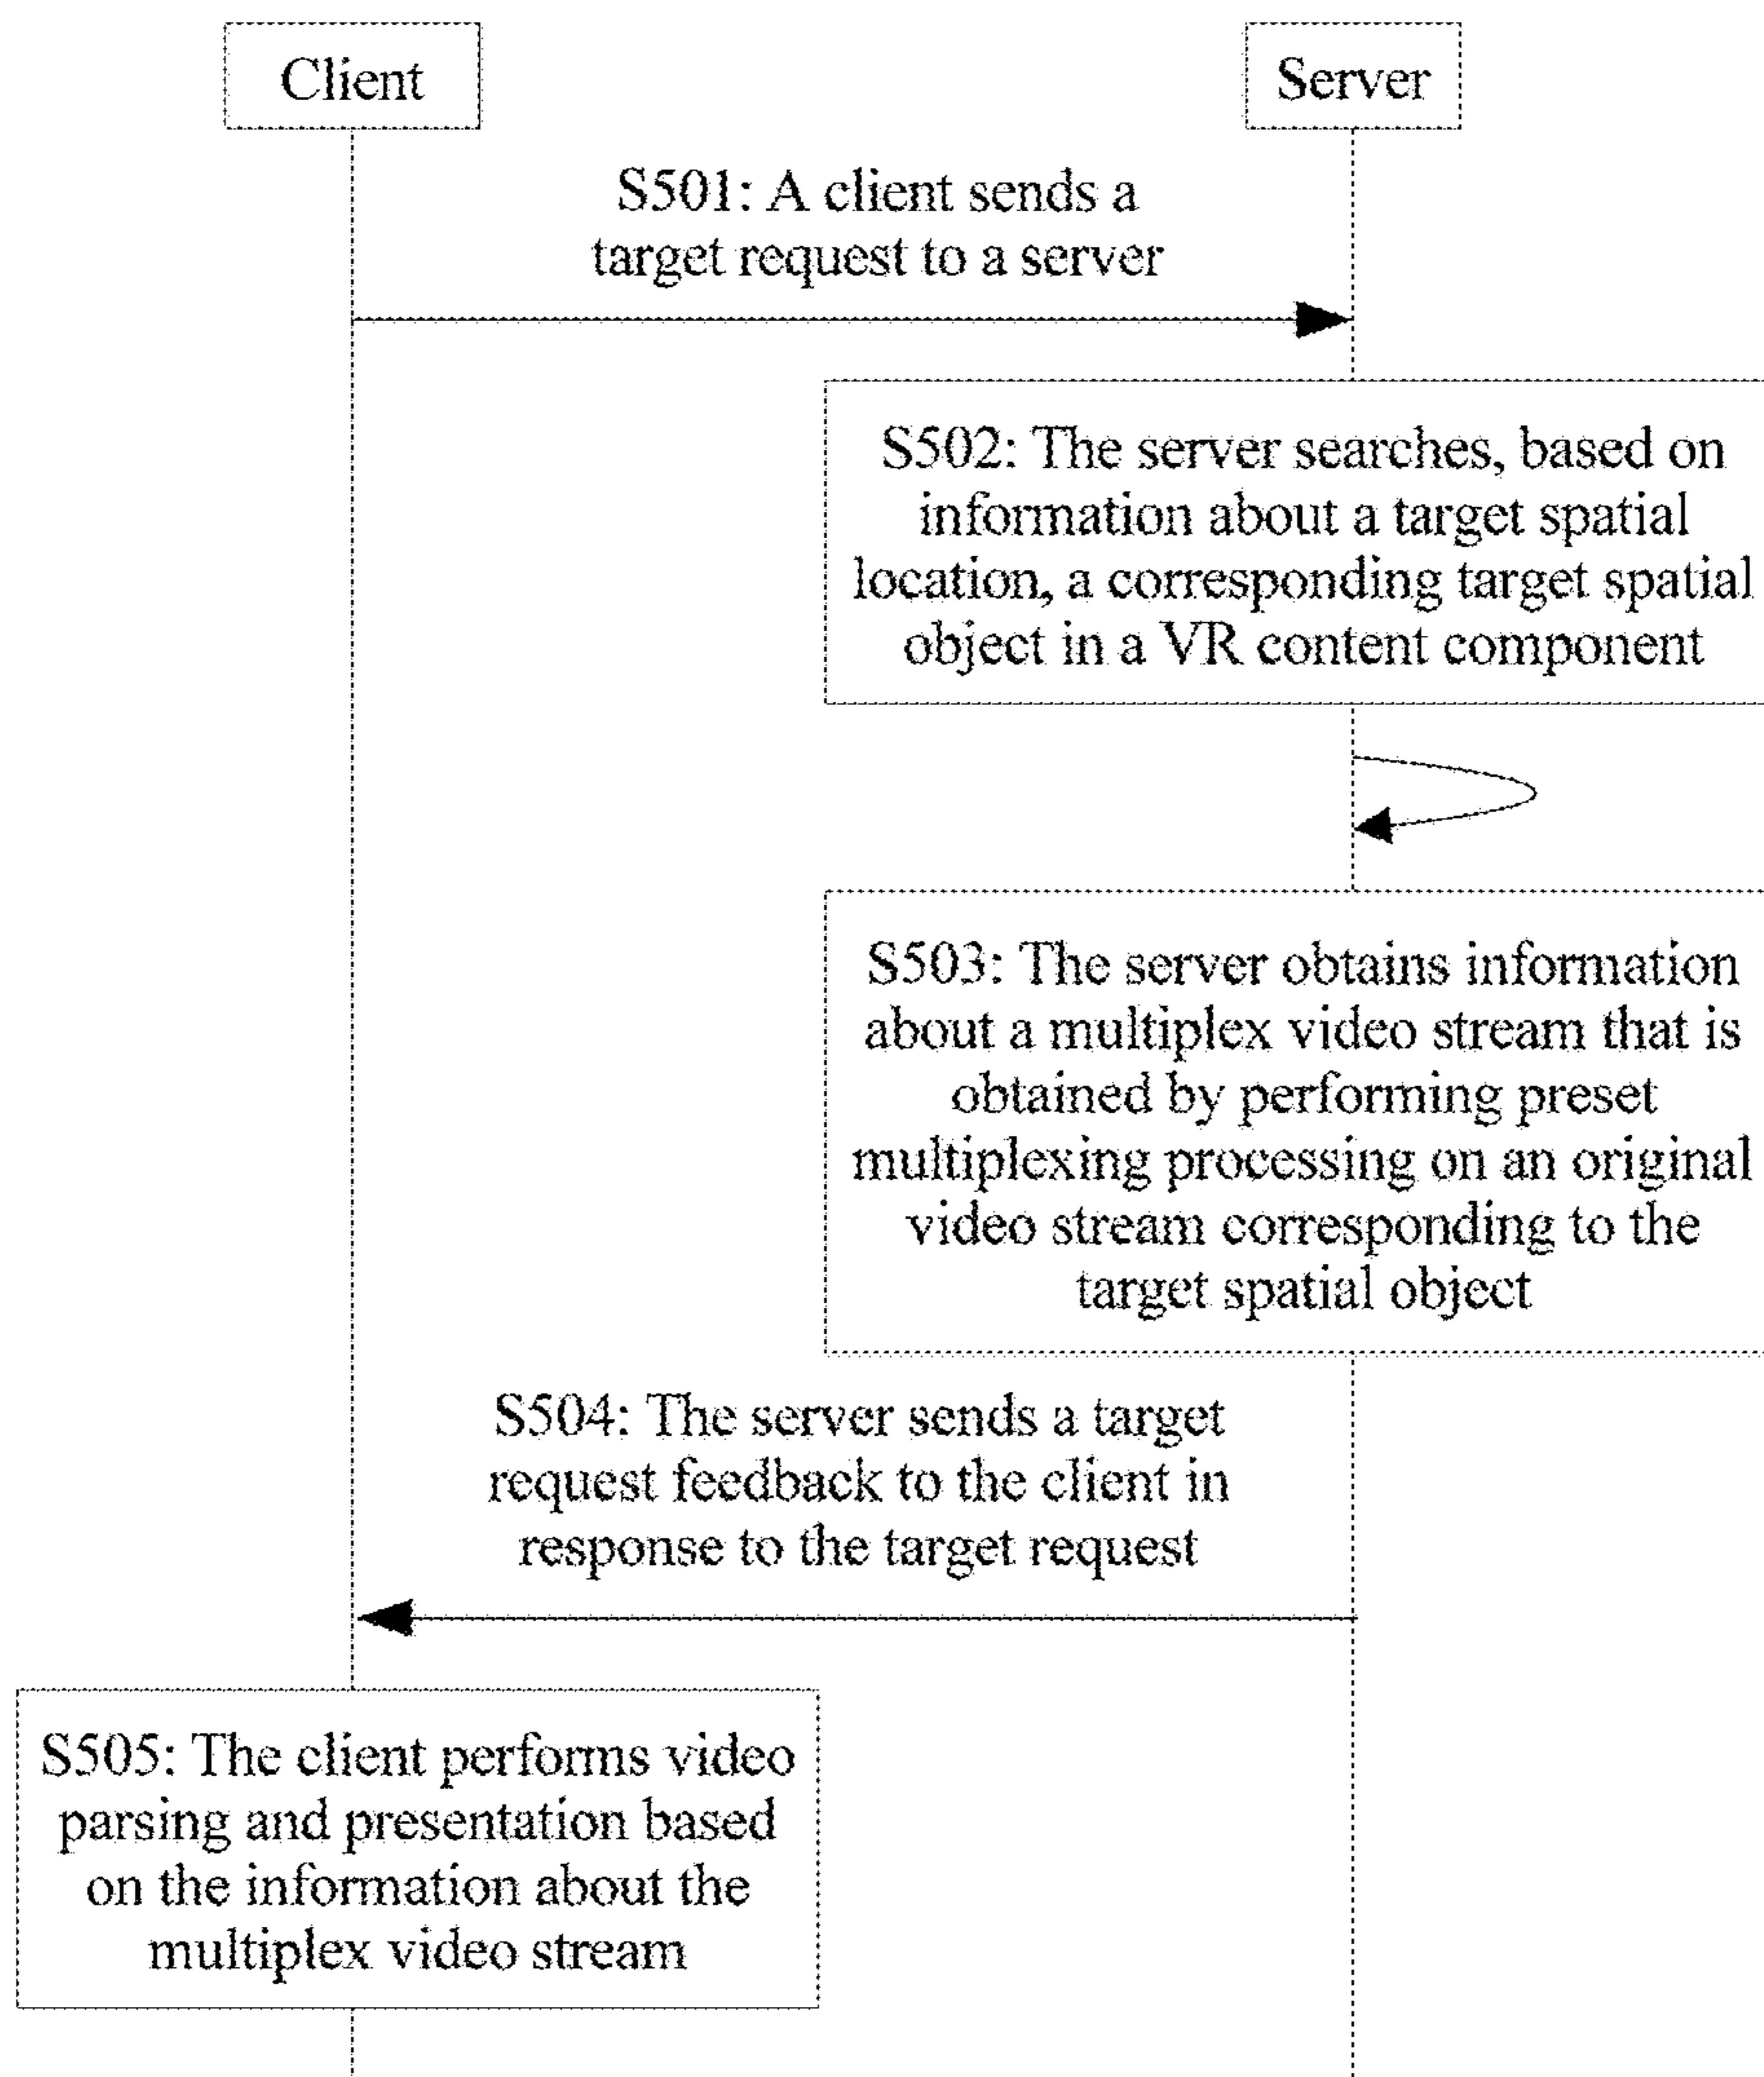 Client
Server
S501: A client sends a
target request to a server
S502: The server searches, based on
information about a target spatial
location, a corresponding target spatial
object in a VR content component
S503: The server obtains information
about a multiplex video stream that is
obtained by performing preset
multiplexing processing on an original
video stream corresponding to the
target spatial object
S504: The server sends a target
request feedback to the client in
response to the target request
S505: The client performs video
parsing and presentation based
on the information about the
multiplex video stream